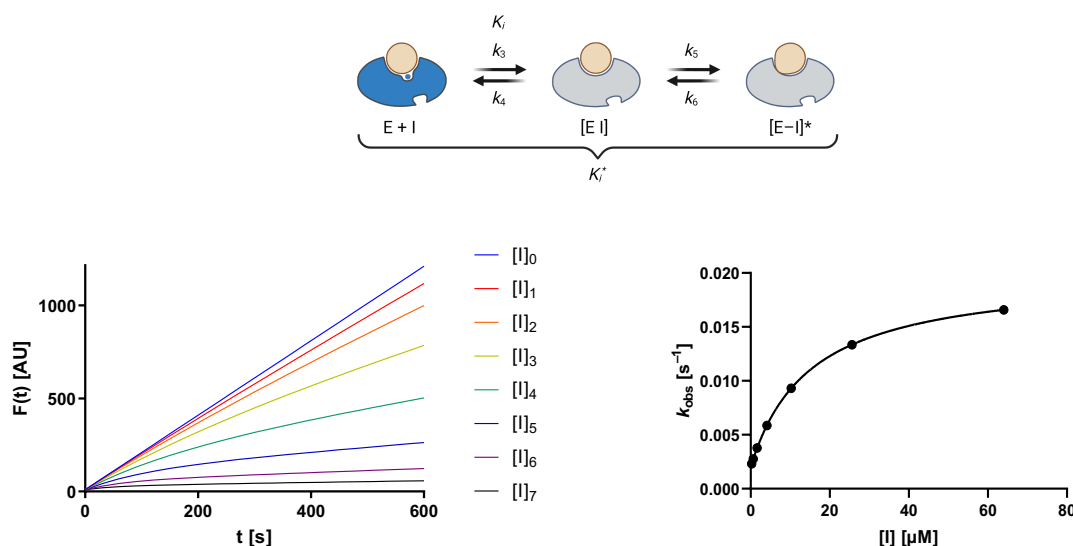 Kᵢ
k₃ k₅
k₄ k₆
E + I [E I] [E–I]*
Kᵢ*
[I]₀
[I]₁
[I]₂
[I]₃
[I]₄
[I]₅
[I]₆
[I]₇
F(t) [AU]
1000
500
0
0 200 400 600
t [s]
k_obs [s⁻¹]
0.020
0.015
0.010
0.005
0.000
0 20 40 60 80
[I] [µM]